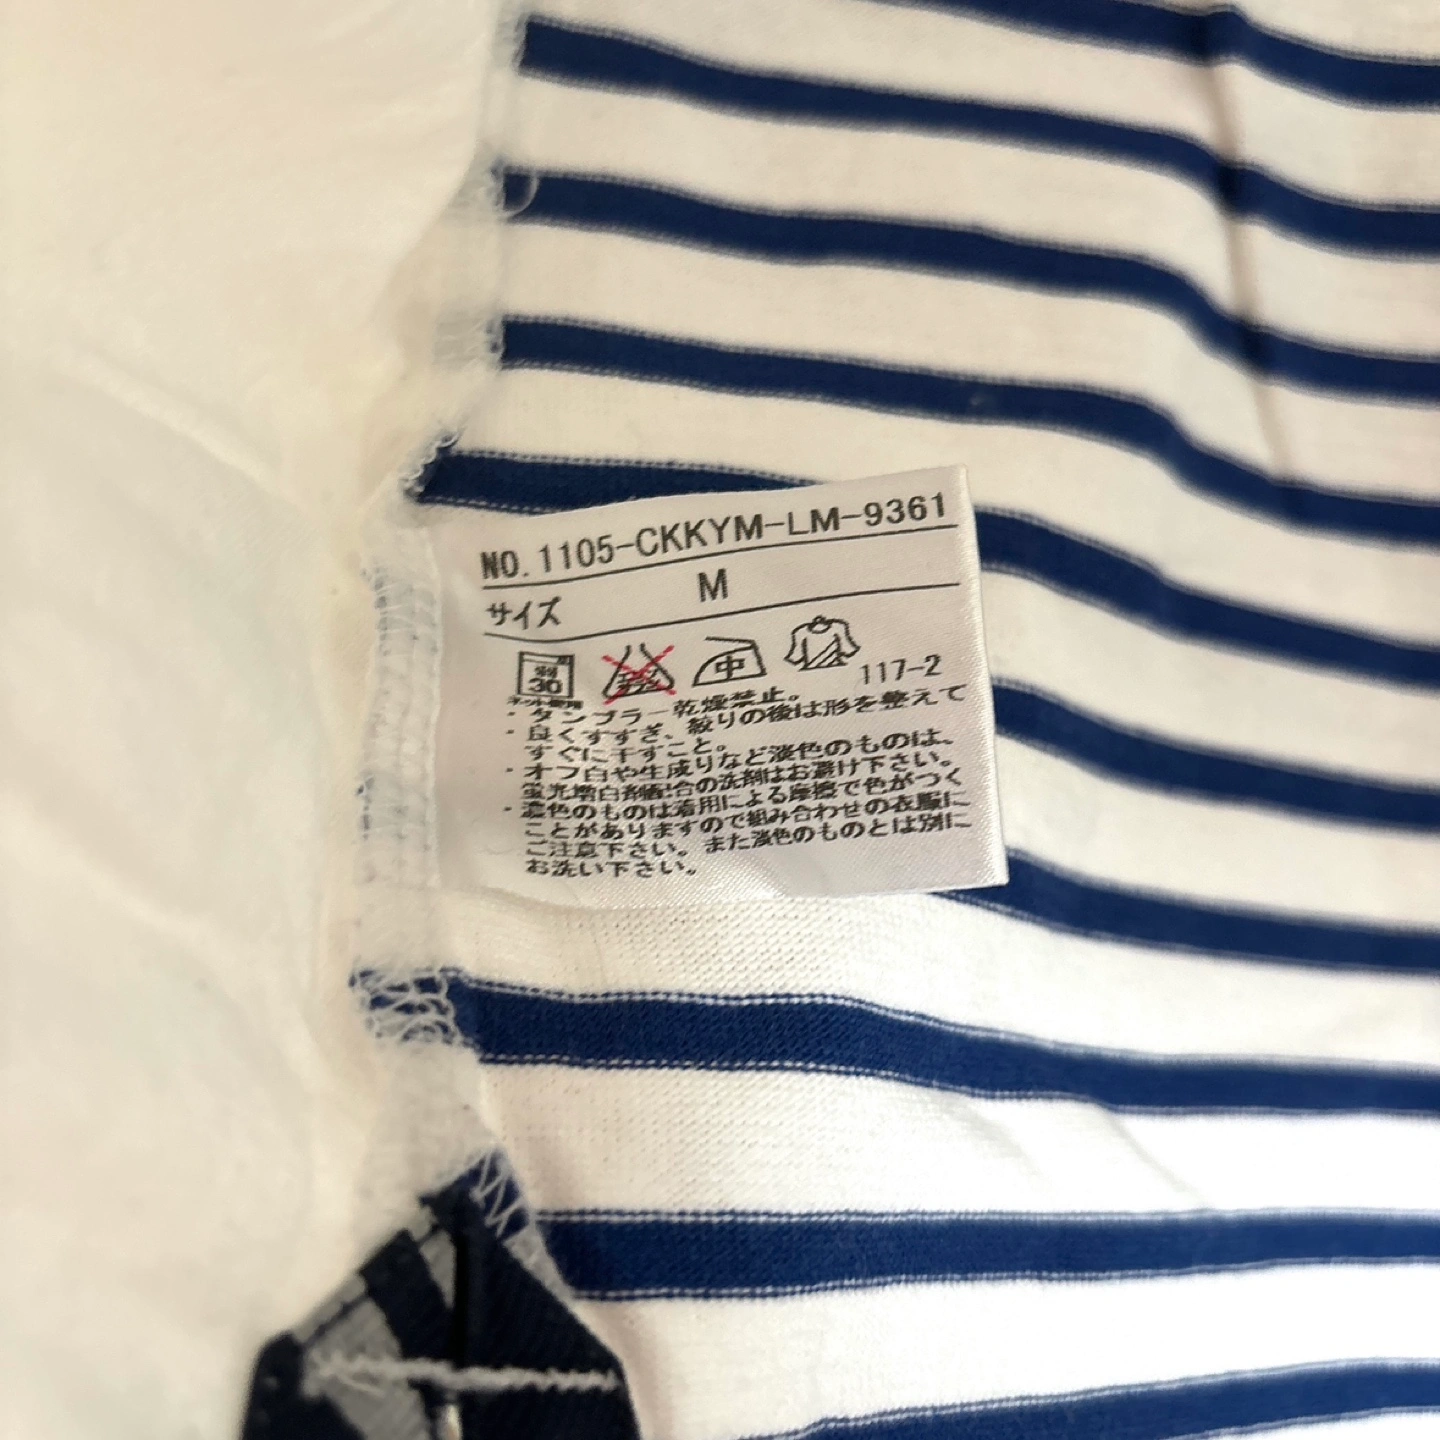 NO. 1105-CKKYM-LM-9361
サイズ M
弱 30 中
ネット使用 117-2
・タンブラー乾燥禁止。
・良くすすぎ、絞りの後は形を整えて
すぐに干すこと。
・オフ白や生成りなど淡色のものは、
蛍光増白剤配合の洗剤はお避け下さい。
・濃色のものは着用による摩擦で色がつく
ことがありますので組み合わせの衣服に
ご注意下さい。また淡色のものとは別に
お洗い下さい。